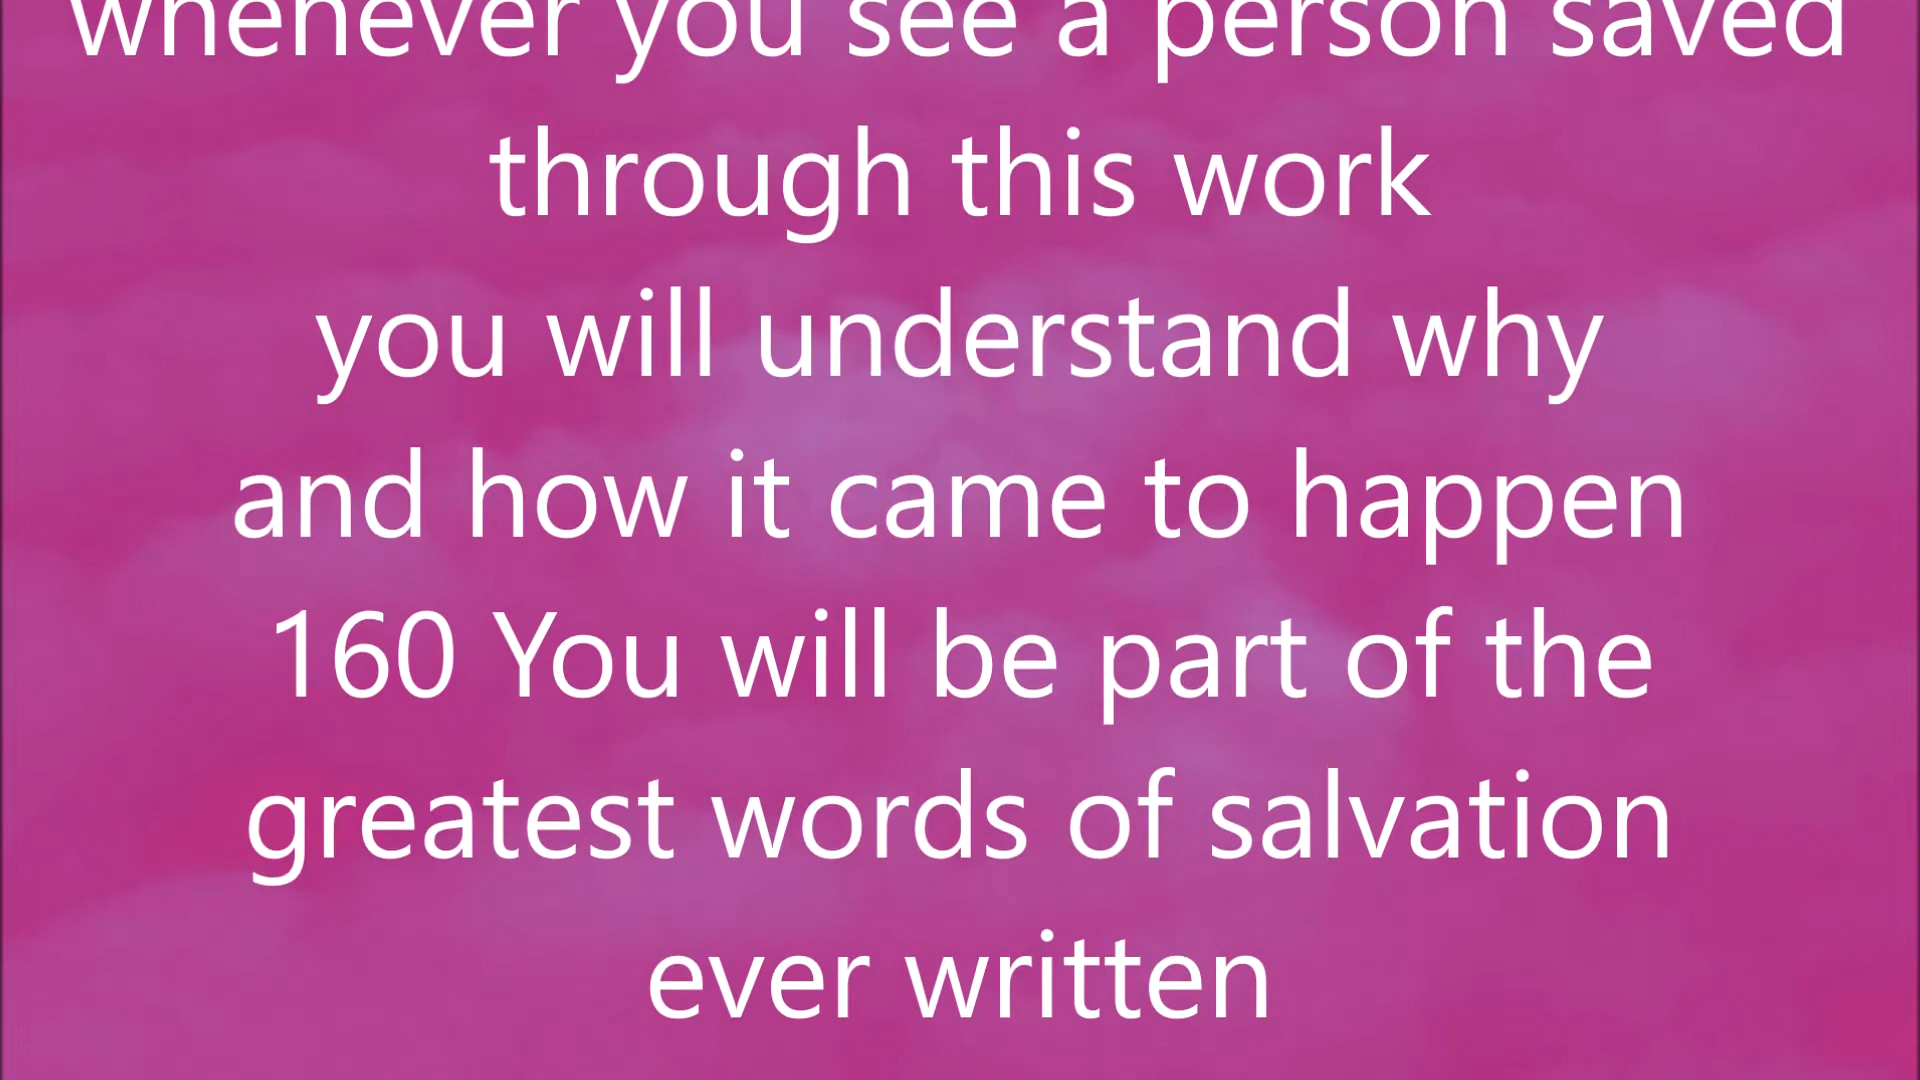 whenever you see a person saved
through this work
you will understand why
and how it came to happen
160 You will be part of the
greatest words of salvation
ever written